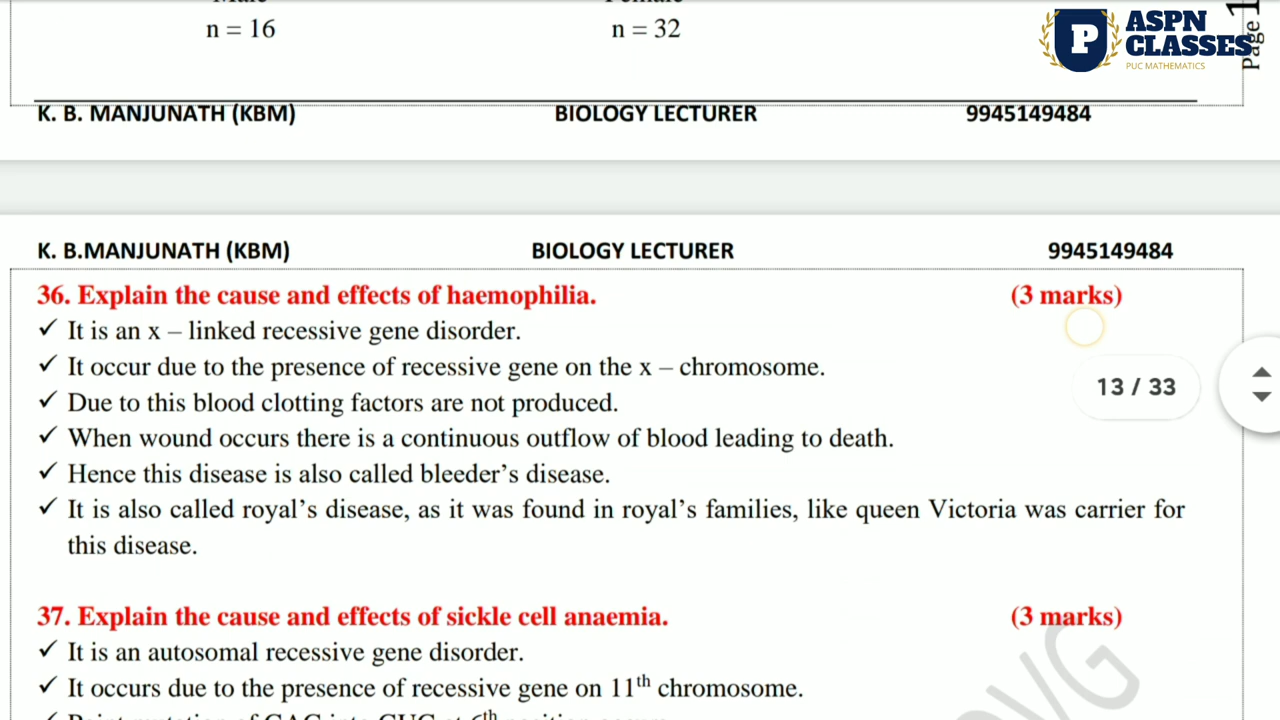 n = 16 n = 32
ASPN
CLASSES
PUC MATHEMATICS
P
Page 1
K. B. MANJUNATH (KBM) BIOLOGY LECTURER 9945149484
K. B.MANJUNATH (KBM) BIOLOGY LECTURER 9945149484
36. Explain the cause and effects of haemophilia. (3 marks)
✓ It is an x – linked recessive gene disorder.
✓ It occur due to the presence of recessive gene on the x – chromosome.
13 / 33
✓ Due to this blood clotting factors are not produced.
✓ When wound occurs there is a continuous outflow of blood leading to death.
✓ Hence this disease is also called bleeder's disease.
✓ It is also called royal's disease, as it was found in royal's families, like queen Victoria was carrier for
this disease.
37. Explain the cause and effects of sickle cell anaemia. (3 marks)
✓ It is an autosomal recessive gene disorder.
✓ It occurs due to the presence of recessive gene on 11th chromosome.